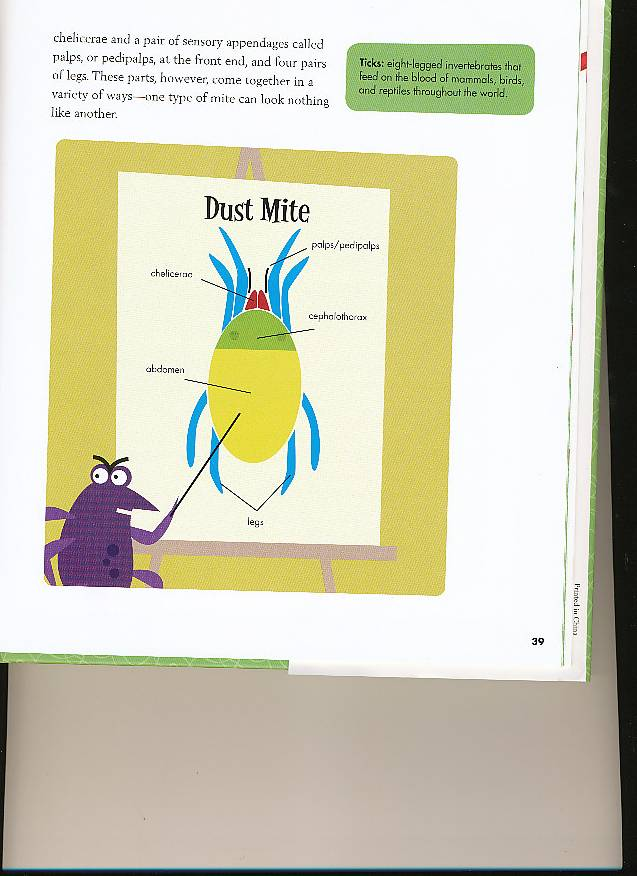 chelicerae and a pair of sensory appendages called
palps, or pedipalps, at the front end, and four pairs
of legs. These parts, however, come together in a
variety of ways—one type of mite can look nothing
like another.
Ticks: eight-legged invertebrates that
feed on the blood of mammals, birds,
and reptiles throughout the world.
Dust Mite
palps/pedipalps
chelicerae
cephalothorax
abdomen
legs
Printed in China
39